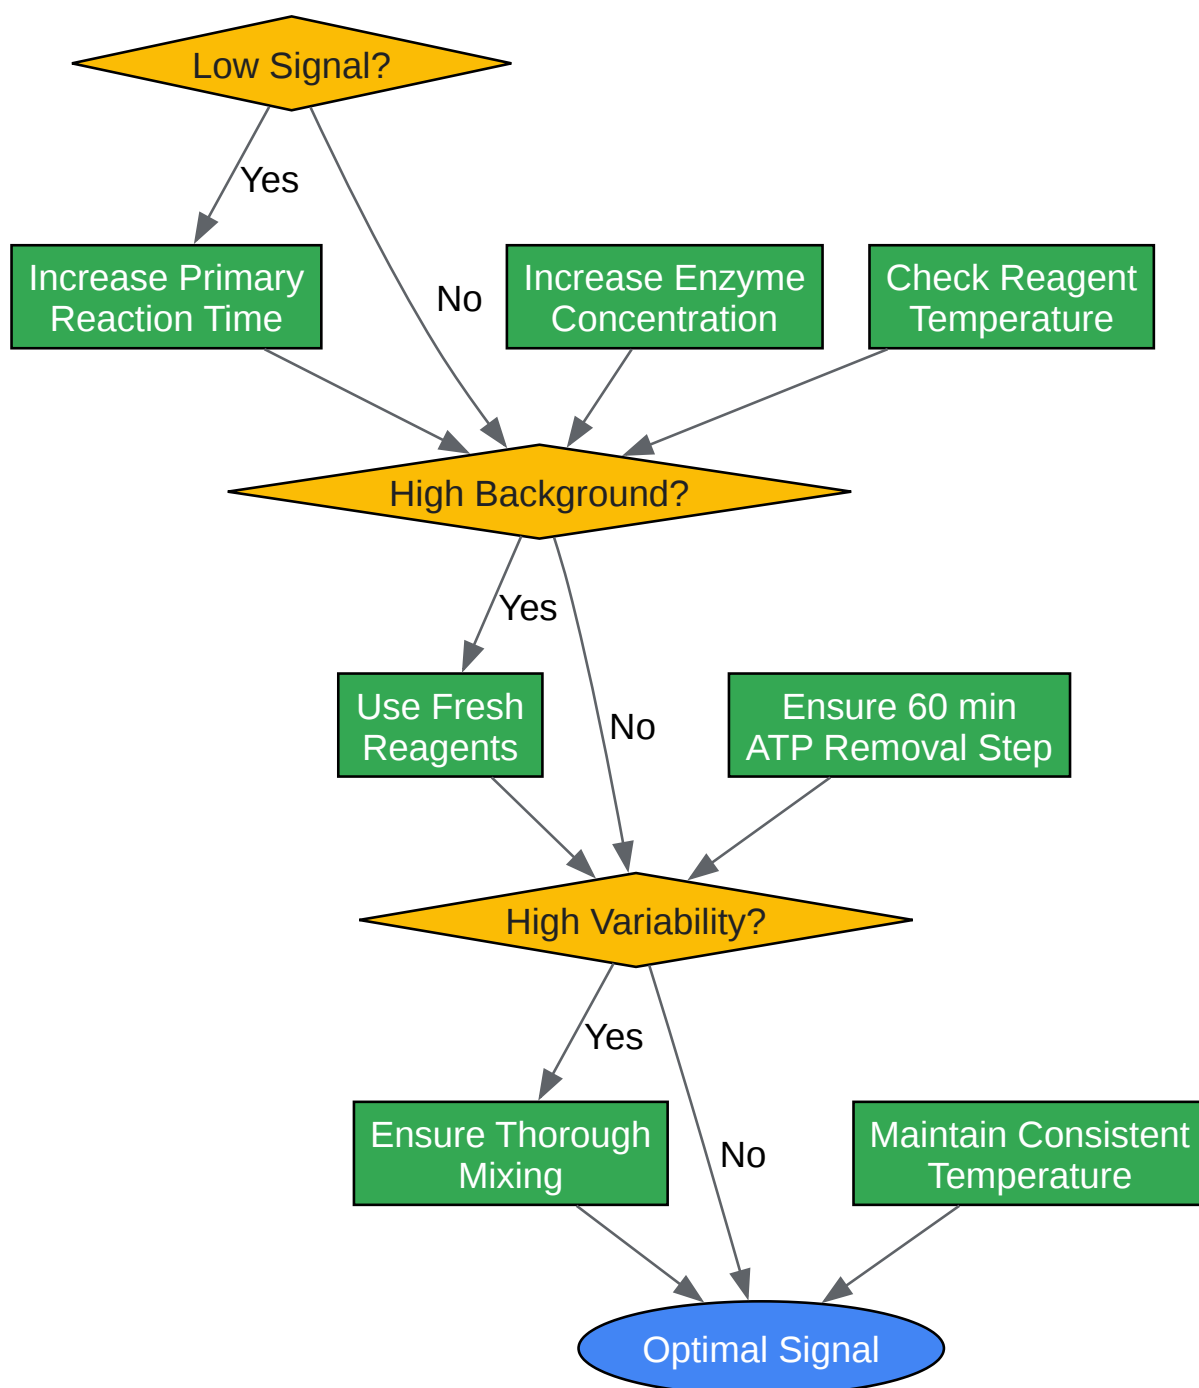 Low Signal?
Yes
Increase Primary
Reaction Time
No
Increase Enzyme
Concentration
Check Reagent
Temperature
High Background?
Yes
Use Fresh
Reagents
No
Ensure 60 min
ATP Removal Step
High Variability?
Yes
Ensure Thorough
Mixing
No
Maintain Consistent
Temperature
Optimal Signal